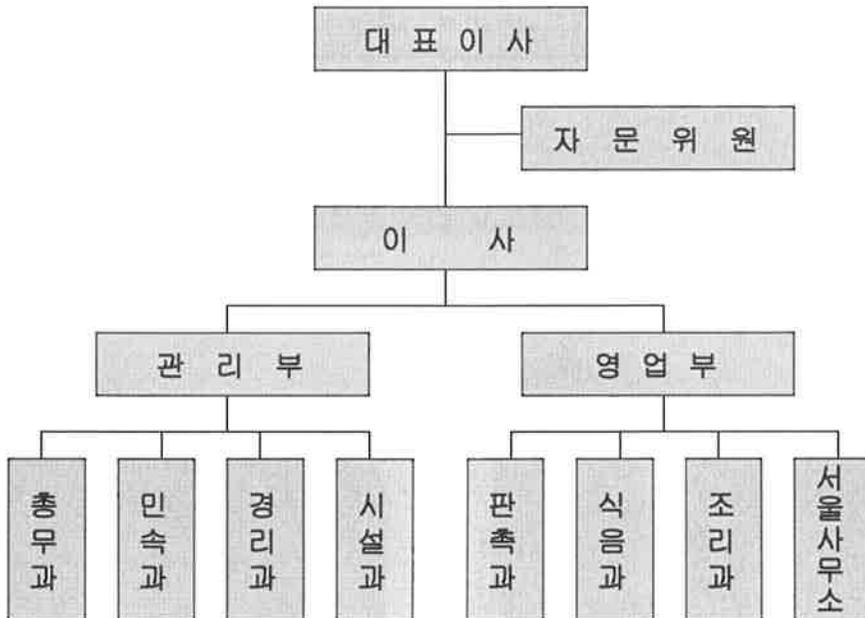 대 표 이 사
자 문 위 원
이 사
관 리 부
영 업 부
총무과
민속과
경리과
시설과
판촉과
식음과
조리과
서울사무소